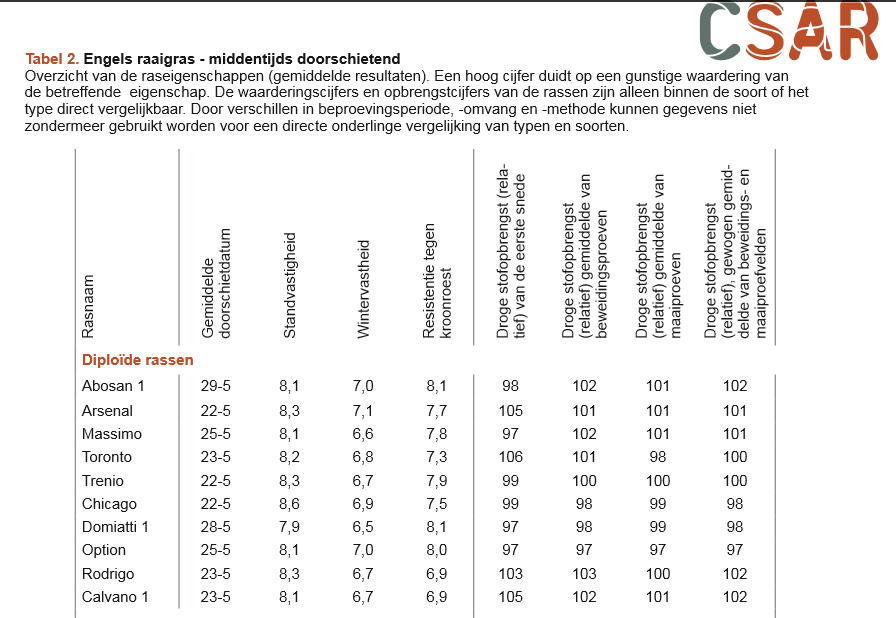 CSAR
Tabel 2. Engels raaigras - middentijds doorschietend
Overzicht van de raseigenschappen (gemiddelde resultaten). Een hoog cijfer duidt op een gunstige waardering van
de betreffende eigenschap. De waarderingscijfers en opbrengstcijfers van de rassen zijn alleen binnen de soort of het
type direct vergelijkbaar. Door verschillen in beproevingsperiode, -omvang en -methode kunnen gegevens niet
zondermeer gebruikt worden voor een directe onderlinge vergelijking van typen en soorten.
Rasnaam
Gemiddelde
doorschietdatum
Standvastigheid
Wintervastheid
Resistentie tegen
kroonroest
Droge stofopbrengst (rela-
tief) van de eerste snede
Droge stofopbrengst
(relatief) gemiddelde van
beweidingsproeven
Droge stofopbrengst
(relatief) gemiddelde van
maaiproeven
Droge stofopbrengst
(relatief), gewogen gemid-
delde van beweidings- en
maaiproefvelden
Diploïde rassen
Abosan 1 29-5 8,1 7,0 8,1 98 102 101 102
Arsenal 22-5 8,3 7,1 7,7 105 101 101 101
Massimo 25-5 8,1 6,6 7,8 97 102 101 101
Toronto 23-5 8,2 6,8 7,3 106 101 98 100
Trenio 22-5 8,3 6,7 7,9 99 100 100 100
Chicago 22-5 8,6 6,9 7,5 99 98 99 98
Domiatti 1 28-5 7,9 6,5 8,1 97 98 99 98
Option 25-5 8,1 7,0 8,0 97 97 97 97
Rodrigo 23-5 8,3 6,7 6,9 103 103 100 102
Calvano 1 23-5 8,1 6,7 6,9 105 102 101 102